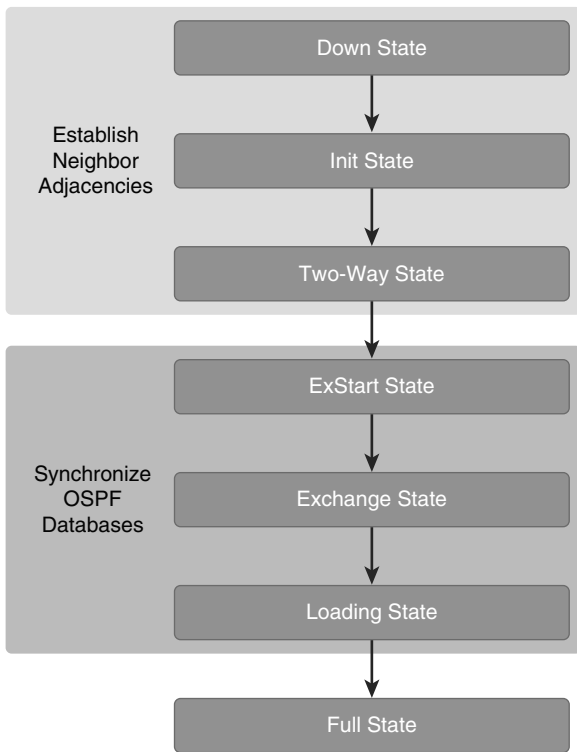 Down State
Establish
Neighbor
Adjacencies
Init State
Two-Way State
ExStart State
Synchronize
OSPF
Databases
Exchange State
Loading State
Full State